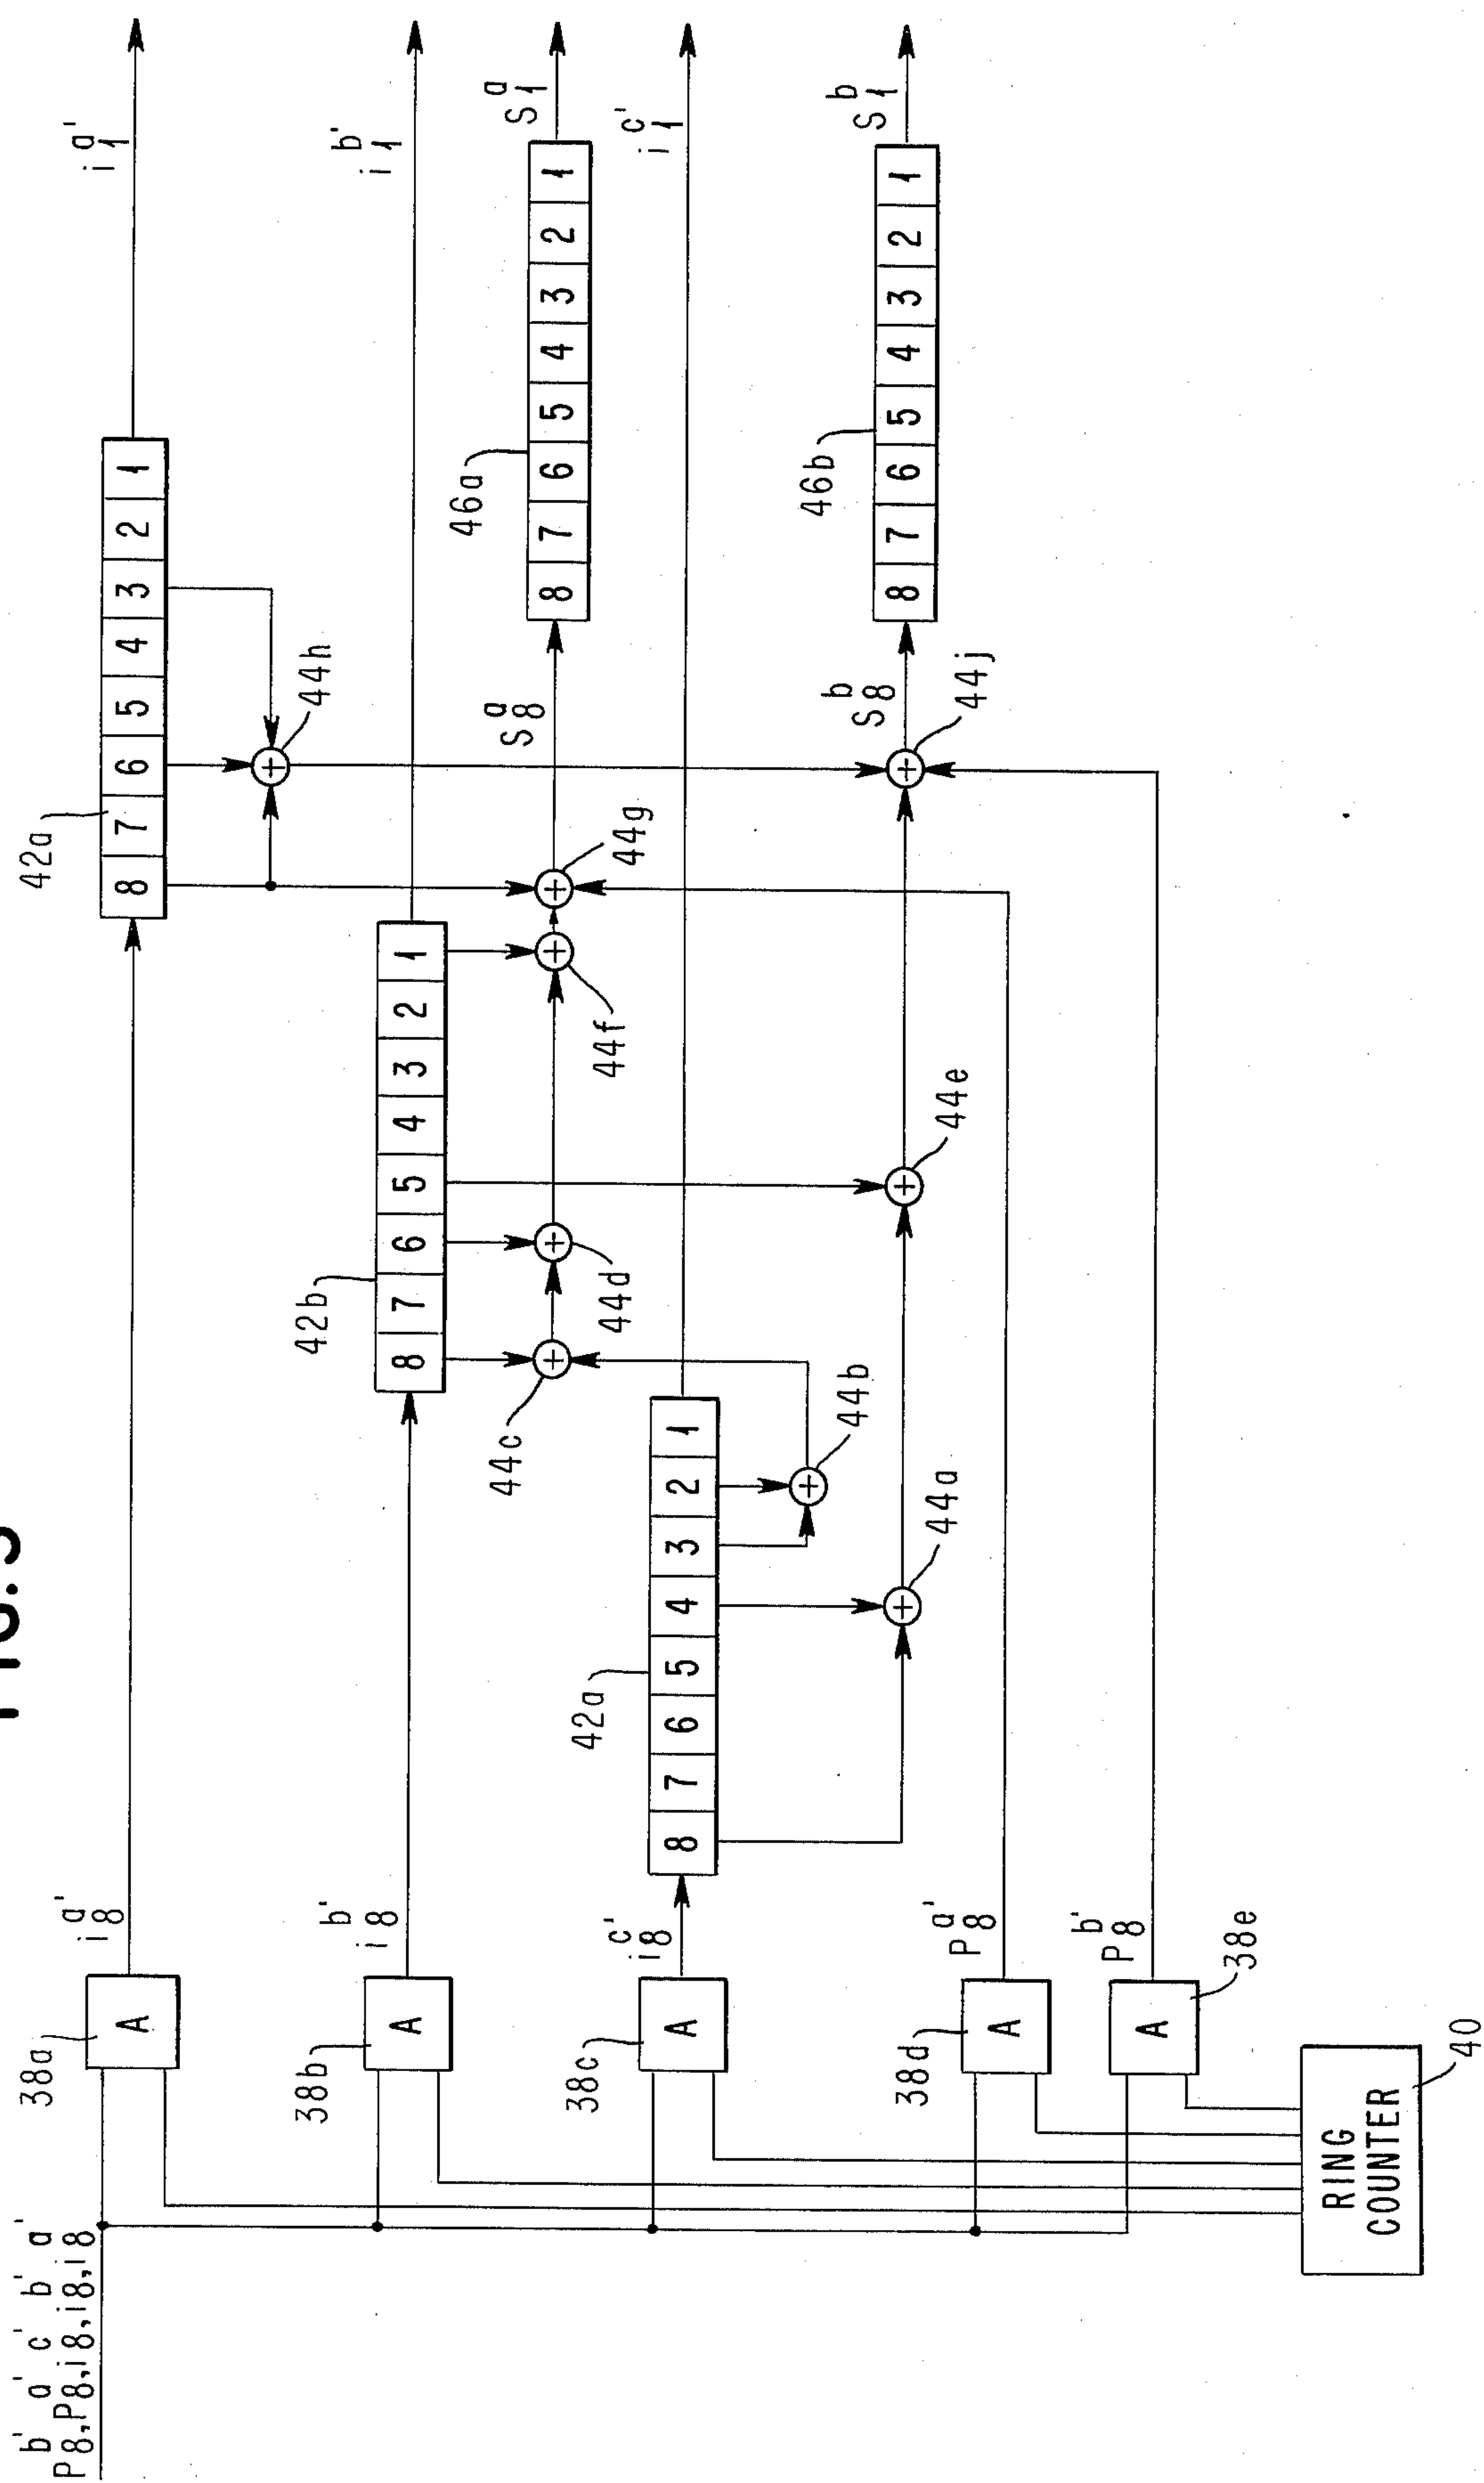 FIG. 5
P8b', P8a', i8c', i8b', i8a'
38a
A
i8a'
42a
8 7 6 5 4 3 2 1
i1a'
44h
38b
A
i8b'
42b
8 7 6 5 4 3 2 1
i1b'
44c
44d
44f
44g
S8a
46a
8 7 6 5 4 3 2 1
S1a
38c
A
i8c'
42a
8 7 6 5 4 3 2 1
i1c'
44b
44a
44e
44j
S8b
46b
8 7 6 5 4 3 2 1
S1b
38d
A
P8a'
38e
A
P8b'
RING
COUNTER
40